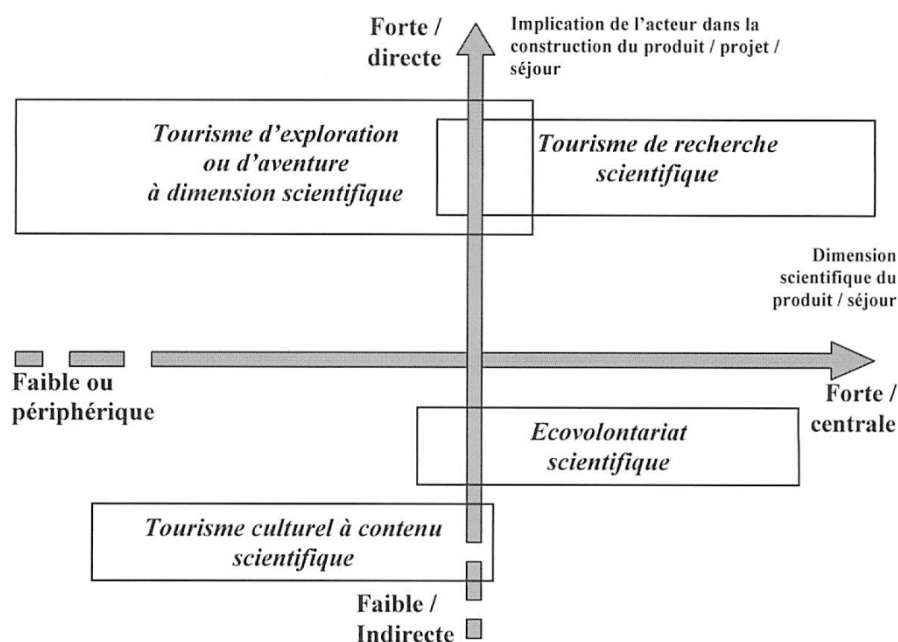 Forte /
directe
Implication de l'acteur dans la
construction du produit / projet /
séjour
Tourisme d'exploration
ou d'aventure
à dimension scientifique
Tourisme de recherche
scientifique
Dimension
scientifique du
produit / séjour
Faible ou
périphérique
Forte /
centrale
Ecovolontariat
scientifique
Tourisme culturel à contenu
scientifique
Faible /
Indirecte